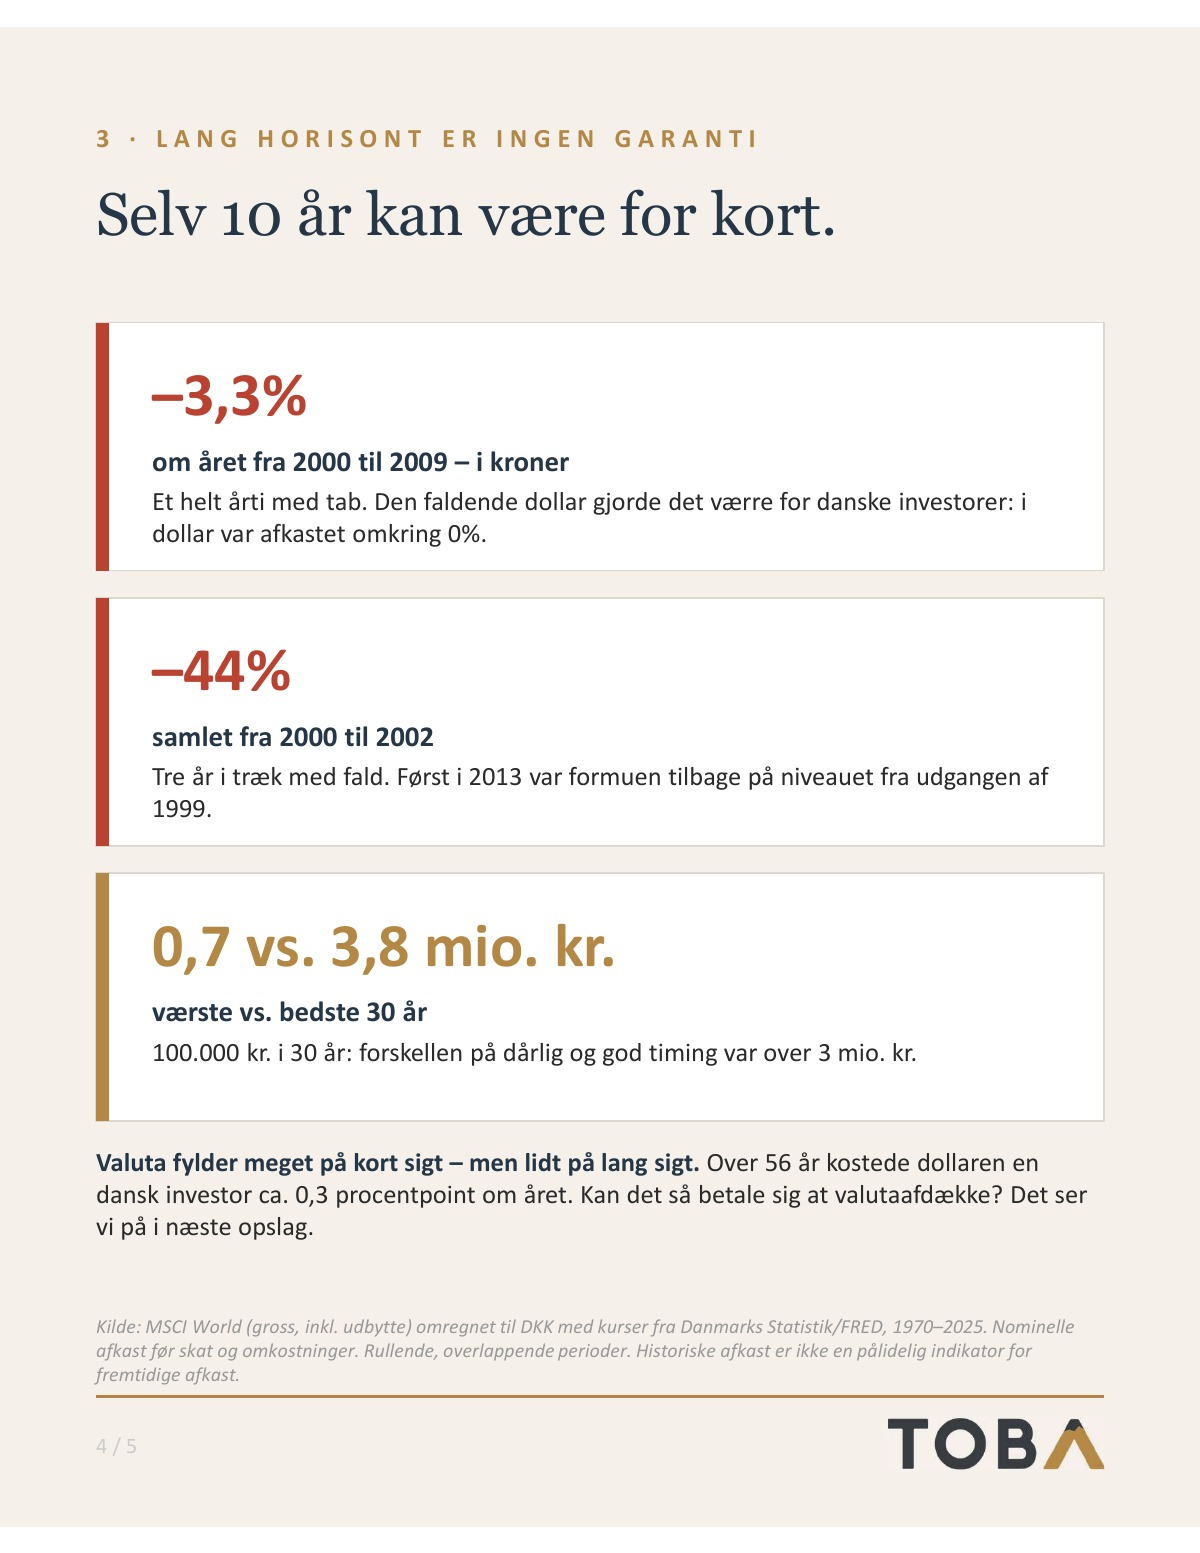 3 · LANG HORISONT ER INGEN GARANTI
Selv 10 år kan være for kort.
–3,3%
om året fra 2000 til 2009 – i kroner
Et helt årti med tab. Den faldende dollar gjorde det værre for danske investorer: i
dollar var afkastet omkring 0%.
–44%
samlet fra 2000 til 2002
Tre år i træk med fald. Først i 2013 var formuen tilbage på niveauet fra udgangen af
1999.
0,7 vs. 3,8 mio. kr.
værste vs. bedste 30 år
100.000 kr. i 30 år: forskellen på dårlig og god timing var over 3 mio. kr.
Valuta fylder meget på kort sigt – men lidt på lang sigt. Over 56 år kostede dollaren en
dansk investor ca. 0,3 procentpoint om året. Kan det så betale sig at valutaafdække? Det ser
vi på i næste opslag.
Kilde: MSCI World (gross, inkl. udbytte) omregnet til DKK med kurser fra Danmarks Statistik/FRED, 1970–2025. Nominelle
afkast før skat og omkostninger. Rullende, overlappende perioder. Historiske afkast er ikke en pålidelig indikator for
fremtidige afkast.
4 / 5
TOBA